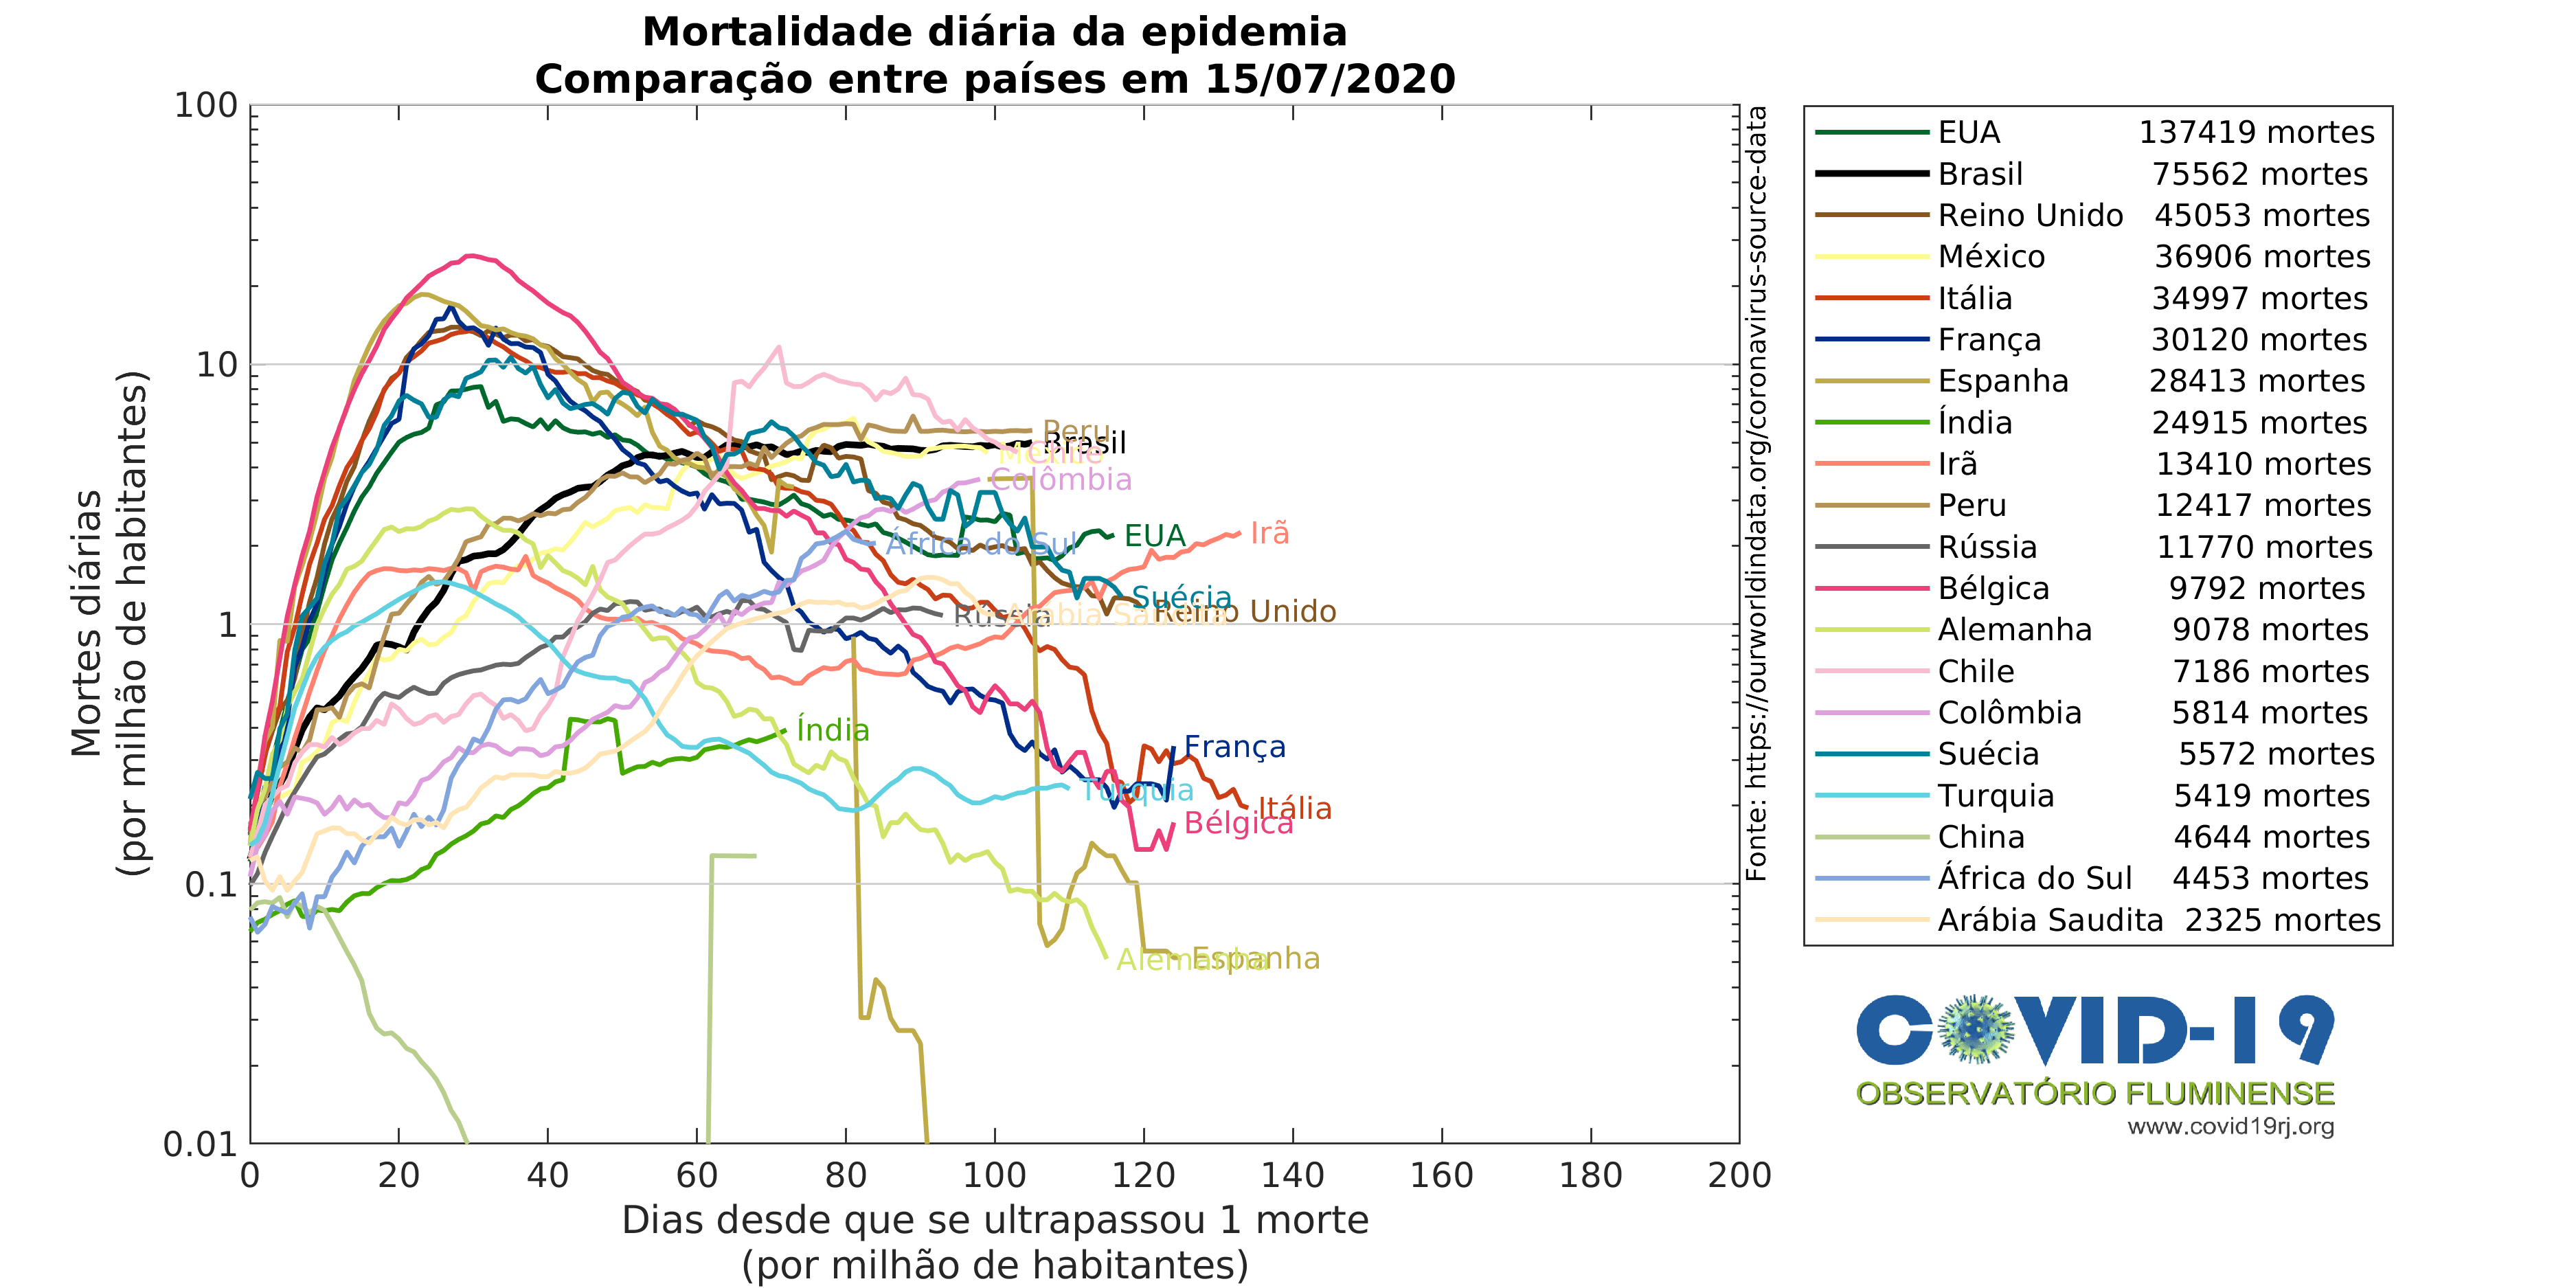 Mortalidade diária da epidemia
Comparação entre países em 15/07/2020
Mortes diárias
(por milhão de habitantes)
100
10
1
0.1
0.01
0 20 40 60 80 100 120 140 160 180 200
Dias desde que se ultrapassou 1 morte
(por milhão de habitantes)
Peru
Brasil
México
Chile
Colômbia
EUA
Irã
África do Sul
Suécia
Reino Unido
Rússia
Arábia Saudita
Índia
França
Turquia
Itália
Bélgica
Alemanha
Espanha
Fonte: https://ourworldindata.org/coronavirus-source-data
EUA 137419 mortes
Brasil 75562 mortes
Reino Unido 45053 mortes
México 36906 mortes
Itália 34997 mortes
França 30120 mortes
Espanha 28413 mortes
Índia 24915 mortes
Irã 13410 mortes
Peru 12417 mortes
Rússia 11770 mortes
Bélgica 9792 mortes
Alemanha 9078 mortes
Chile 7186 mortes
Colômbia 5814 mortes
Suécia 5572 mortes
Turquia 5419 mortes
China 4644 mortes
África do Sul 4453 mortes
Arábia Saudita 2325 mortes
COVID-19
OBSERVATÓRIO FLUMINENSE
www.covid19rj.org